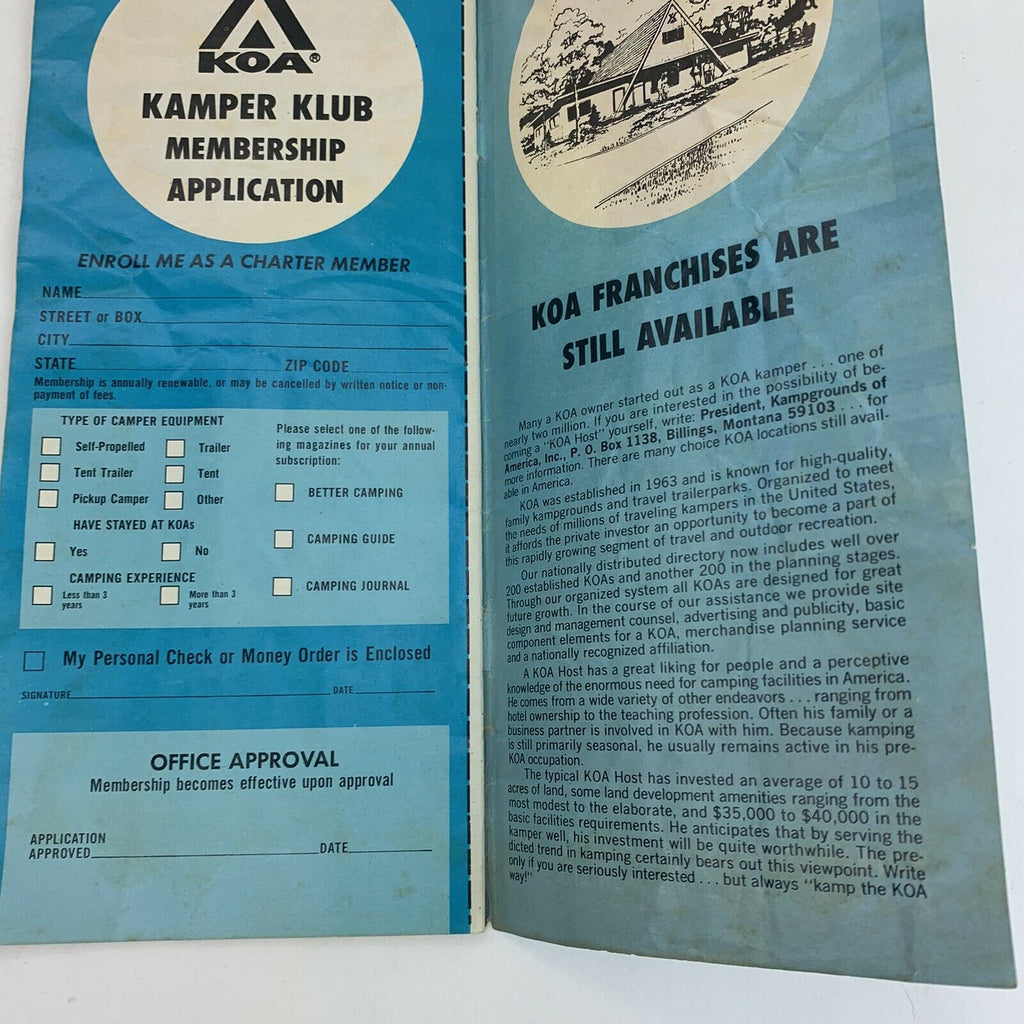 KOA®
KAMPER KLUB
MEMBERSHIP
APPLICATION
ENROLL ME AS A CHARTER MEMBER
NAME
STREET or BOX
CITY
STATE ZIP CODE
Membership is annually renewable, or may be cancelled by written notice or non-
payment of fees.
TYPE OF CAMPER EQUIPMENT
Self-Propelled Trailer
Tent Trailer Tent
Pickup Camper Other
HAVE STAYED AT KOAs
Yes No
CAMPING EXPERIENCE
Less than 3 More than 3
years years
Please select one of the follow-
ing magazines for your annual
subscription:
BETTER CAMPING
CAMPING GUIDE
CAMPING JOURNAL
My Personal Check or Money Order is Enclosed
SIGNATURE DATE
OFFICE APPROVAL
Membership becomes effective upon approval
APPLICATION
APPROVED DATE
KOA FRANCHISES ARE
STILL AVAILABLE
Many a KOA owner started out as a KOA kamper . . . one of
nearly two million. If you are interested in the possibility of be-
coming a "KOA Host" yourself, write: President, Kampgrounds of
America, Inc., P. O. Box 1138, Billings, Montana 59103 . . . for
more information. There are many choice KOA locations still avail-
able in America.
KOA was established in 1963 and is known for high-quality,
family kampgrounds and travel trailerparks. Organized to meet
the needs of millions of traveling kampers in the United States,
it affords the private investor an opportunity to become a part of
this rapidly growing segment of travel and outdoor recreation.
Our nationally distributed directory now includes well over
200 established KOAs and another 200 in the planning stages.
Through our organized system all KOAs are designed for great
future growth. In the course of our assistance we provide site
design and management counsel, advertising and publicity, basic
component elements for a KOA, merchandise planning service
and a nationally recognized affiliation.
A KOA Host has a great liking for people and a perceptive
knowledge of the enormous need for camping facilities in America.
He comes from a wide variety of other endeavors . . . ranging from
hotel ownership to the teaching profession. Often his family or a
business partner is involved in KOA with him. Because kamping
is still primarily seasonal, he usually remains active in his pre-
KOA occupation.
The typical KOA Host has invested an average of 10 to 15
acres of land, some land development amenities ranging from the
most modest to the elaborate, and $35,000 to $40,000 in the
basic facilities requirements. He anticipates that by serving the
kamper well, his investment will be quite worthwhile. The pre-
dicted trend in kamping certainly bears out this viewpoint. Write
only if you are seriously interested . . . but always "kamp the KOA
way!"